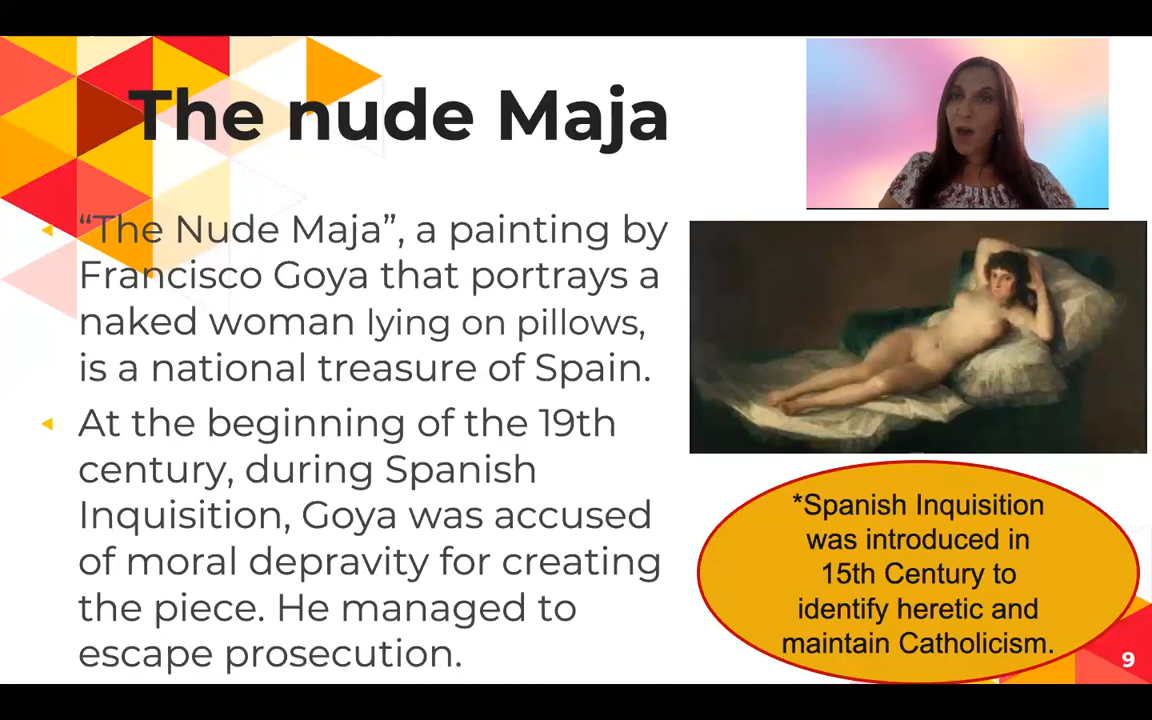 The nude Maja
“The Nude Maja”, a painting by
Francisco Goya that portrays a
naked woman lying on pillows,
is a national treasure of Spain.
At the beginning of the 19th
century, during Spanish
Inquisition, Goya was accused
of moral depravity for creating
the piece. He managed to
escape prosecution.
*Spanish Inquisition
was introduced in
15th Century to
identify heretic and
maintain Catholicism.
9